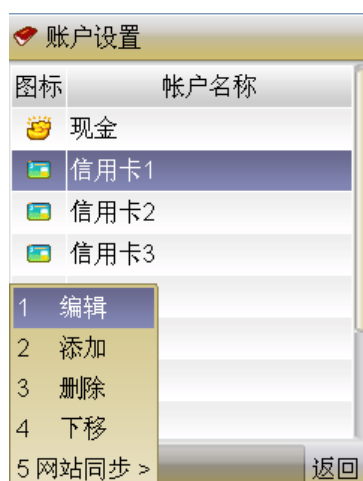 账户设置
图标 帐户名称
现金
信用卡1
信用卡2
信用卡3
1 编辑
2 添加
3 删除
4 下移
5 网站同步 >
返回